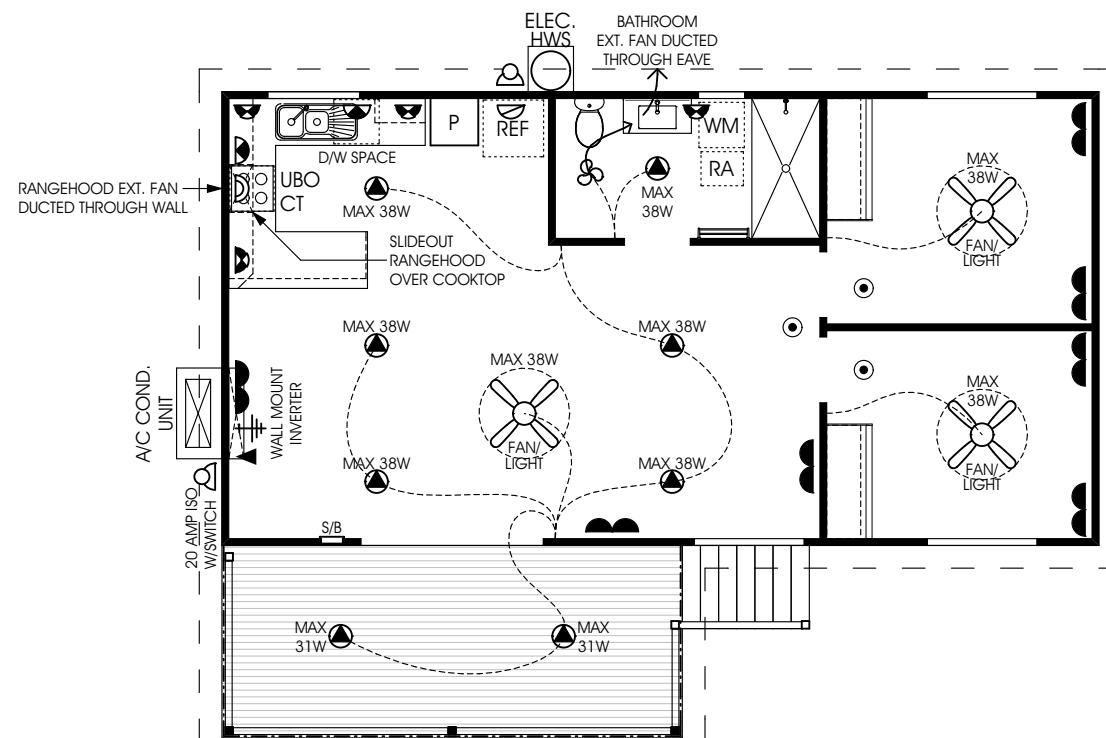 ELEC.
HWS
BATHROOM
EXT. FAN DUCTED
THROUGH EAVE
P
REF
WM
RA
D/W SPACE
UBO
CT
MAX 38W
MAX
38W
MAX
38W
FAN/
LIGHT
RANGEHOOD EXT. FAN
DUCTED THROUGH WALL
SLIDEOUT
RANGEHOOD
OVER COOKTOP
MAX 38W
MAX 38W
MAX 38W
FAN/
LIGHT
MAX
38W
FAN/
LIGHT
A/C COND.
UNIT
WALL MOUNT
INVERTER
MAX 38W
MAX 38W
20 AMP ISO
W/SWITCH
S/B
MAX
31W
MAX
31W